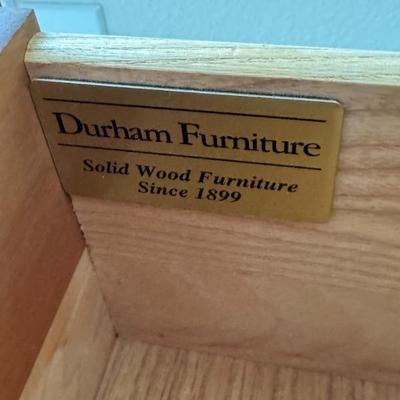 Durham Furniture
Solid Wood Furniture
Since 1899